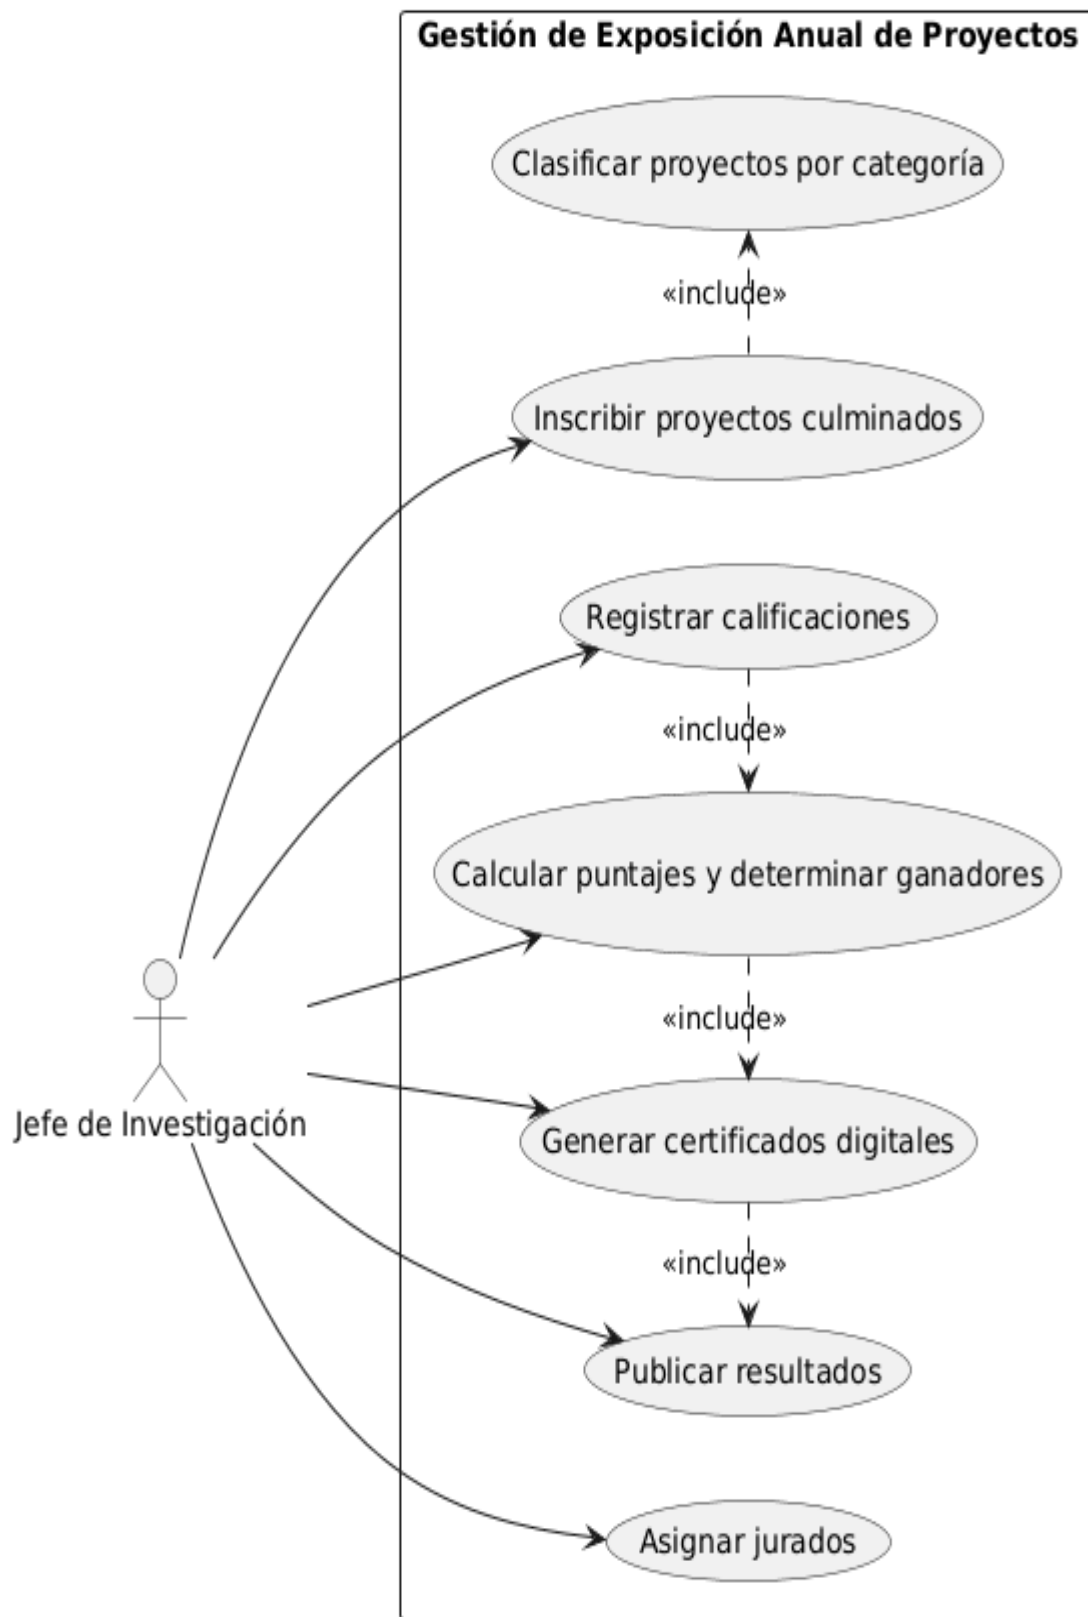 Gestión de Exposición Anual de Proyectos
Clasificar proyectos por categoría
«include»
Inscribir proyectos culminados
Registrar calificaciones
«include»
Calcular puntajes y determinar ganadores
«include»
Generar certificados digitales
Jefe de Investigación
«include»
Publicar resultados
Asignar jurados